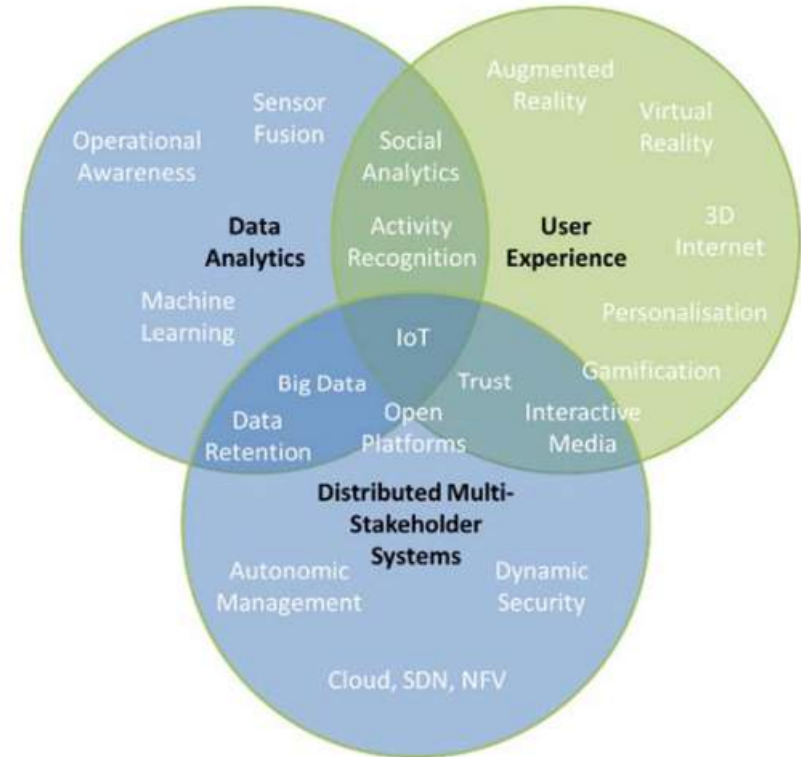 Augmented
Reality
Sensor
Fusion
Virtual
Reality
Operational
Awareness
Social
Analytics
Data
Analytics
Activity
Recognition
User
Experience
3D
Internet
Machine
Learning
Personalisation
IoT
Big Data
Trust
Gamification
Data
Retention
Open
Platforms
Interactive
Media
Distributed Multi-
Stakeholder
Systems
Autonomic
Management
Dynamic
Security
Cloud, SDN, NFV